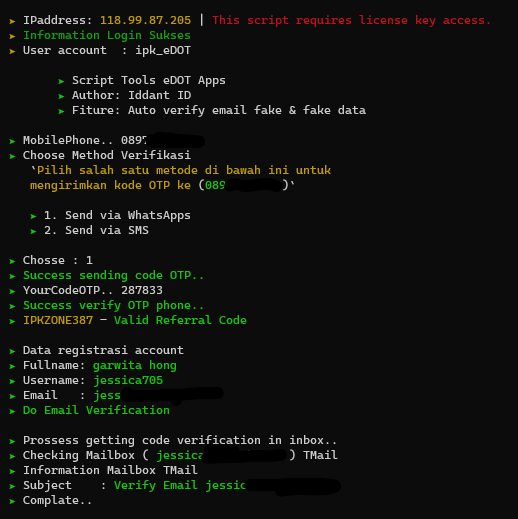 ➤ IPaddress: 118.99.87.205 | This script requires license key access.
➤ Information Login Sukses
➤ User account : ipk_eDOT
➤ Script Tools eDOT Apps
➤ Author: Iddant ID
➤ Fiture: Auto verify email fake & fake data
➤ MobilePhone.. 089
➤ Choose Method Verifikasi
‵Pilih salah satu metode di bawah ini untuk
mengirimkan kode OTP ke (089 )‵
➤ 1. Send via WhatsApps
➤ 2. Send via SMS
➤ Chosse : 1
➤ Success sending code OTP..
➤ YourCodeOTP.. 287833
➤ Success verify OTP phone..
➤ IPKZONE387 — Valid Referral Code
➤ Data registrasi account
➤ Fullname: garwita hong
➤ Username: jessica705
➤ Email : jess
➤ Do Email Verification
➤ Prossess getting code verification in inbox..
➤ Checking Mailbox ( jessica ) TMail
➤ Information Mailbox TMail
➤ Subject : Verify Email jessic
➤ Complate..